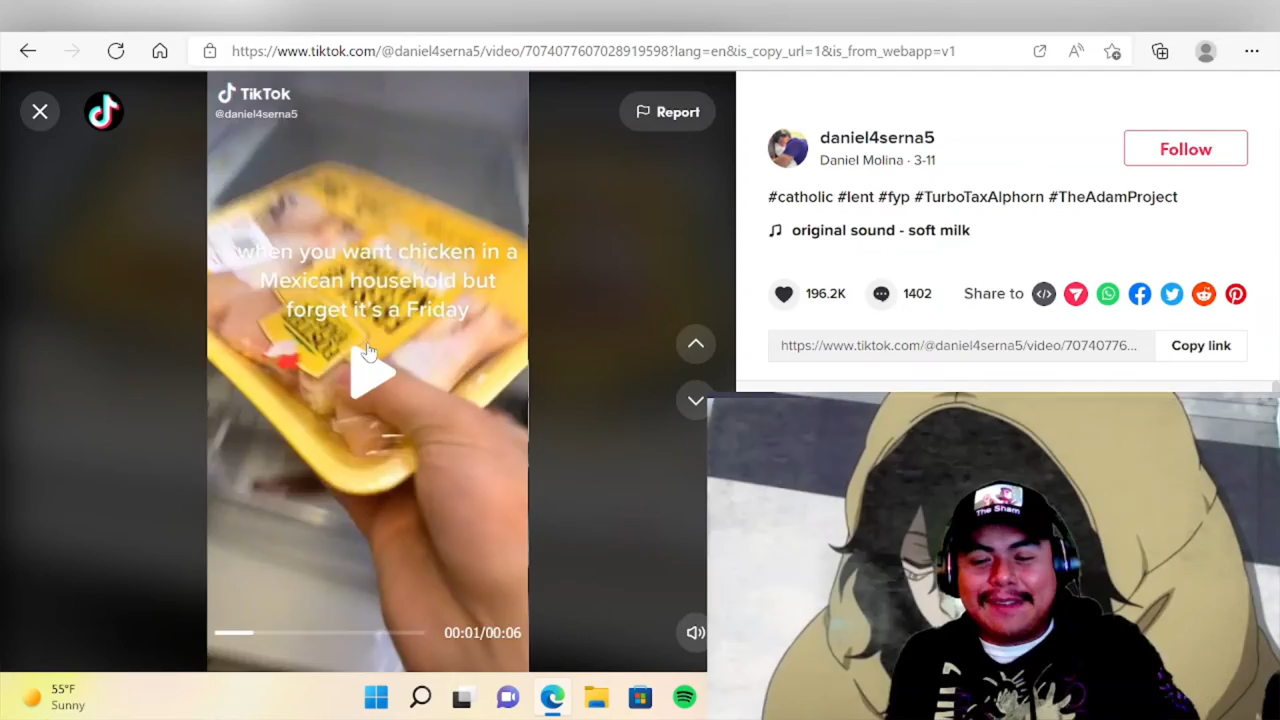 https://www.tiktok.com/@daniel4serna5/video/7074077607028919598?lang=en&is_copy_url=1&is_from_webapp=v1
TikTok
@daniel4serna5
Report
when you want chicken in a
Mexican household but
forget it's a Friday
00:01/00:06
daniel4serna5
Daniel Molina · 3-11
Follow
#catholic #lent #fyp #TurboTaxAlphorn #TheAdamProject
original sound - soft milk
196.2K
1402
Share to
https://www.tiktok.com/@daniel4serna5/video/70740776...
Copy link
The Sham
55°F
Sunny